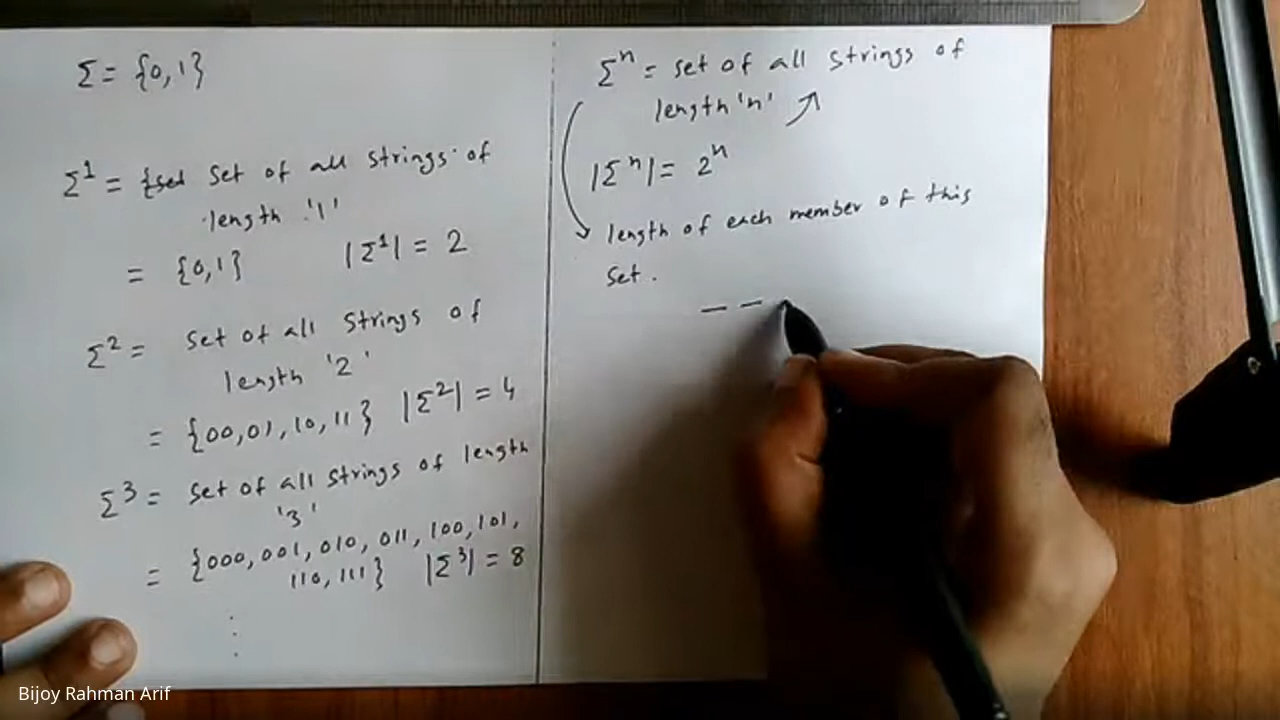 Σ = {0,1}
Σ¹ = {set Set of all strings of
length '1'
= {0,1} |Σ¹| = 2
Σ² = Set of all strings of
length '2'
= {00,01,10,11} |Σ²| = 4
Σ³ = Set of all strings of length
'3'
= {000,001,010,011,100,101,
110,111} |Σ³| = 8
Σⁿ = set of all strings of
length 'n'
|Σⁿ| = 2ⁿ
length of each member of this
set.
Bijoy Rahman Arif